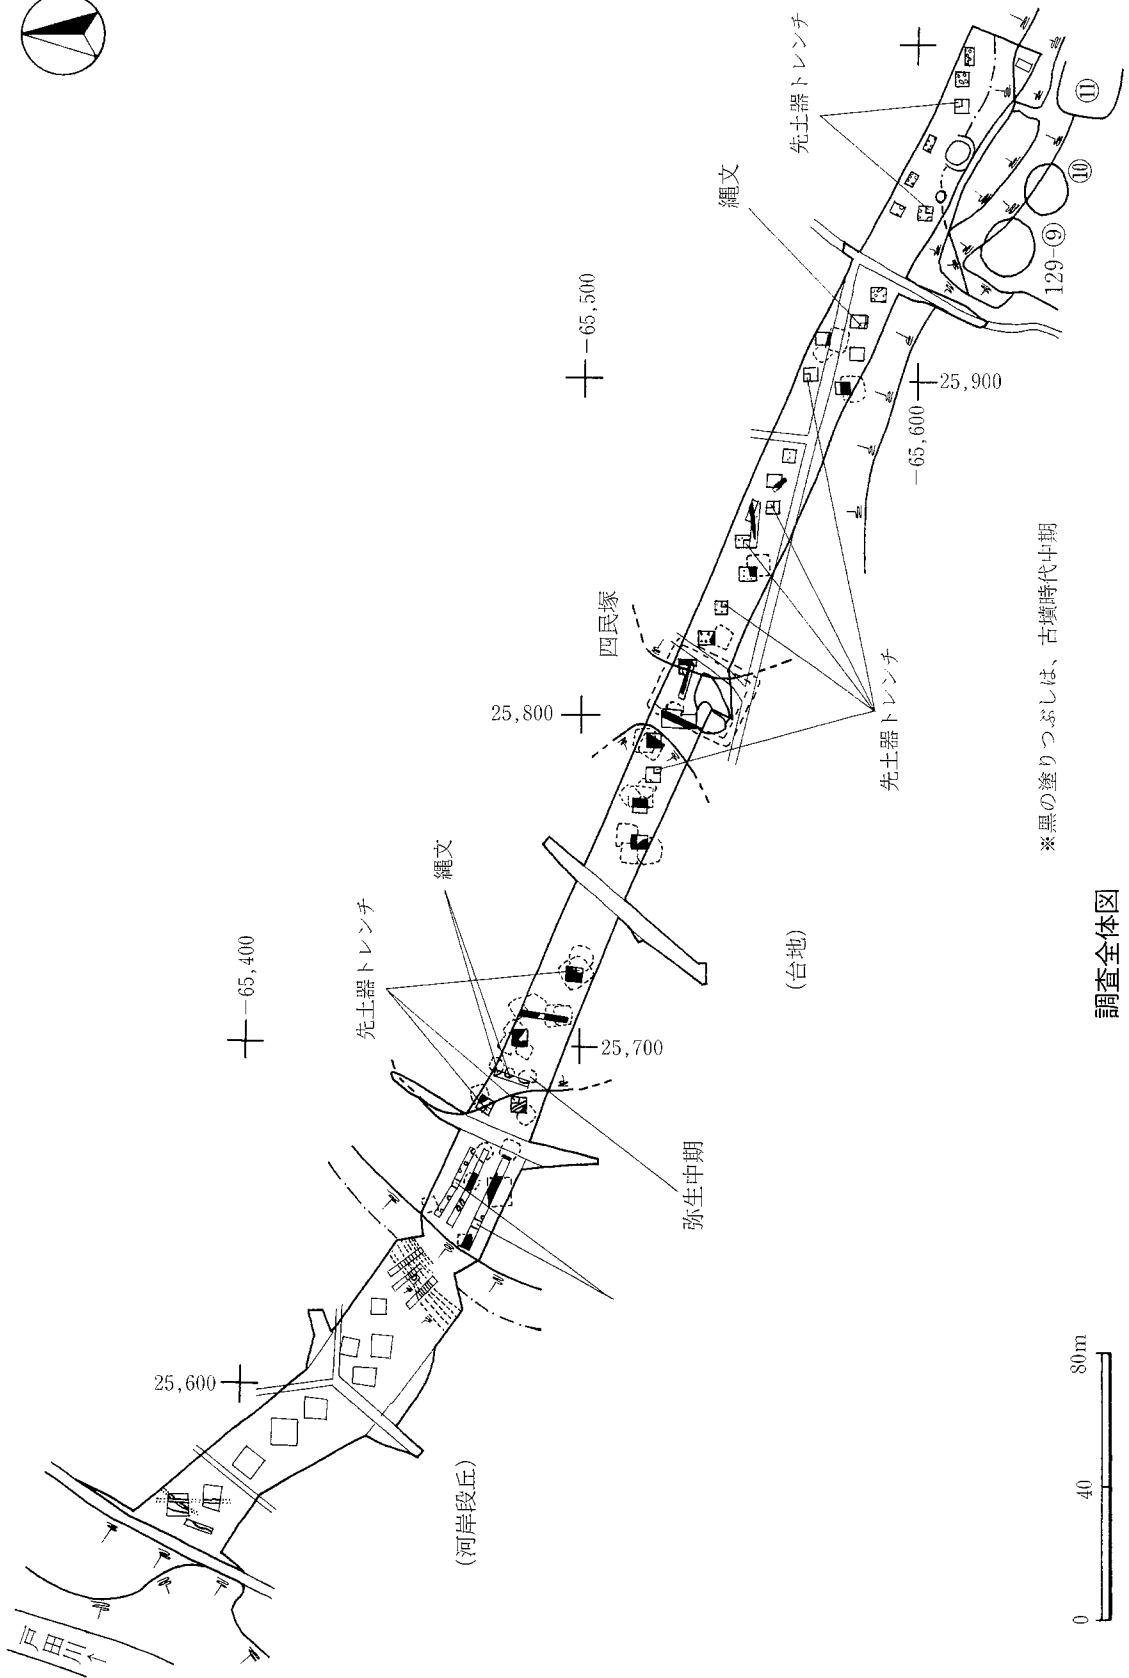 戸田川↑
25,600
−65,400
(河岸段丘)
先土器トレンチ
縄文
弥生中期
25,700
(台地)
25,800
四民塚
−65,500
先土器トレンチ
縄文
先土器トレンチ
−65,600
25,900
129-⑨
⑩
⑪
※黒の塗りつぶしは、古墳時代中期
調査全体図
0 40 80m